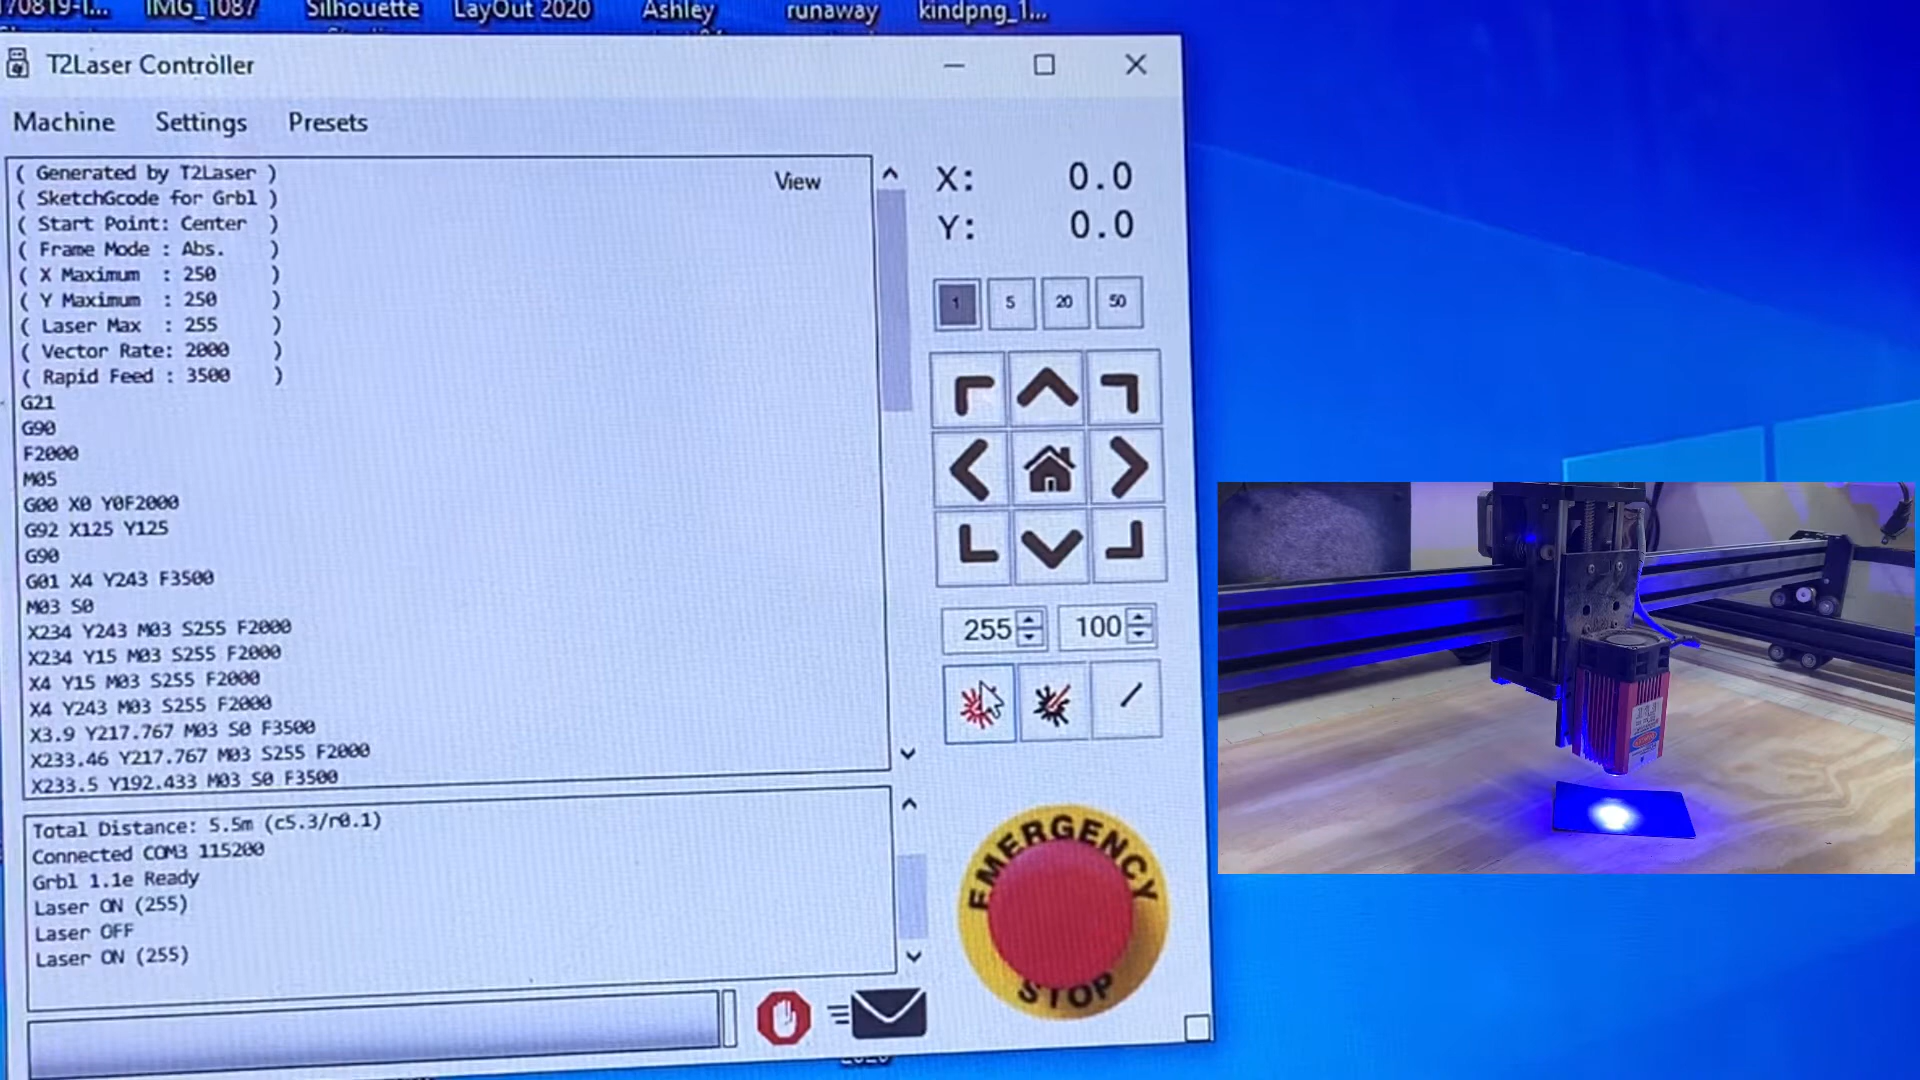 70819-I...
IMG_1087
Silhouette
LayOut 2020
Ashley
runaway
kindpng_1...
T2Laser Controller
Machine Settings Presets
( Generated by T2Laser )
( SketchGcode for Grbl )
( Start Point: Center )
( Frame Mode : Abs. )
( X Maximum : 250 )
( Y Maximum : 250 )
( Laser Max : 255 )
( Vector Rate: 2000 )
( Rapid Feed : 3500 )
G21
G90
F2000
M05
G00 X0 Y0F2000
G92 X125 Y125
G90
G01 X4 Y243 F3500
M03 S0
X234 Y243 M03 S255 F2000
X234 Y15 M03 S255 F2000
X4 Y15 M03 S255 F2000
X4 Y243 M03 S255 F2000
X3.9 Y217.767 M03 S0 F3500
X233.46 Y217.767 M03 S255 F2000
X233.5 Y192.433 M03 S0 F3500
View
X: 0.0
Y: 0.0
1 5 20 50
255 100
Total Distance: 5.5m (c5.3/r0.1)
Connected COM3 115200
Grbl 1.1e Ready
Laser ON (255)
Laser OFF
Laser ON (255)
EMERGENCY
STOP